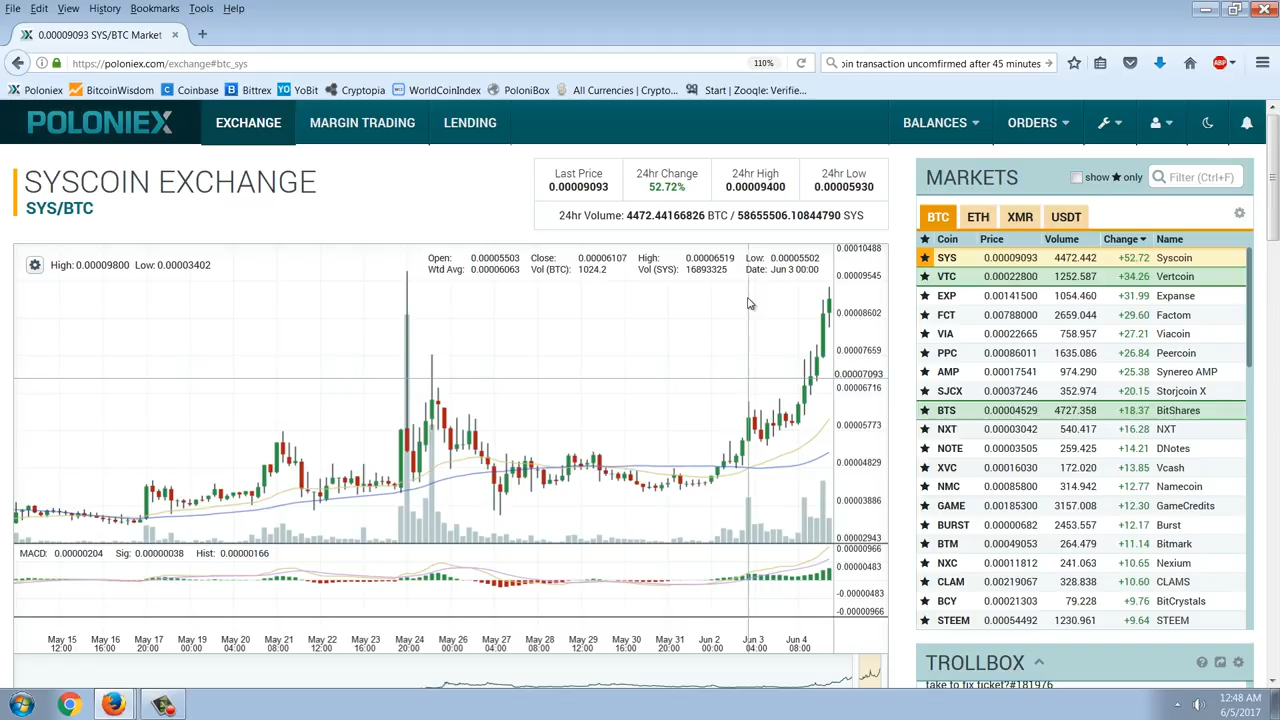 File Edit View History Bookmarks Tools Help
0.00009093 SYS/BTC Market
https://poloniex.com/exchange#btc_sys
110%
oin transaction unconfirmed after 45 minutes
Poloniex BitcoinWisdom Coinbase Bittrex YoBit Cryptopia WorldCoinIndex PoloniBox All Currencies | Crypto... Start | Zooqle: Verifie...
POLONIEX EXCHANGE MARGIN TRADING LENDING BALANCES ORDERS
SYSCOIN EXCHANGE
SYS/BTC
Last Price 24hr Change 24hr High 24hr Low
0.00009093 52.72% 0.00009400 0.00005930
24hr Volume: 4472.44166826 BTC / 58655506.10844790 SYS
High: 0.00009800 Low: 0.00003402
Open: 0.00005503 Close: 0.00006107 High: 0.00006519 Low: 0.00005502
Wtd Avg: 0.00006063 Vol (BTC): 1024.2 Vol (SYS): 16893325 Date: Jun 3 00:00
0.00010488
0.00009545
0.00008602
0.00007659
0.00007093
0.00006716
0.00005773
0.00004829
0.00003886
0.00002943
MACD: 0.00000204 Sig: 0.00000038 Hist: 0.00000166
0.00000966
0.00000483
-0.00000483
-0.00000966
May 15 May 16 May 17 May 19 May 20 May 21 May 22 May 23 May 24 May 26 May 27 May 28 May 29 May 30 May 31 Jun 2 Jun 3 Jun 4
12:00 16:00 20:00 00:00 04:00 08:00 12:00 16:00 20:00 00:00 04:00 08:00 12:00 16:00 20:00 00:00 04:00 08:00
MARKETS show only Filter (Ctrl+F)
BTC ETH XMR USDT
Coin Price Volume Change Name
SYS 0.00009093 4472.442 +52.72 Syscoin
VTC 0.00022800 1252.587 +34.26 Vertcoin
EXP 0.00141500 1054.460 +31.99 Expanse
FCT 0.00788000 2659.044 +29.60 Factom
VIA 0.00022665 758.957 +27.21 Viacoin
PPC 0.00086011 1635.086 +26.84 Peercoin
AMP 0.00017541 974.290 +25.38 Synereo AMP
SJCX 0.00037246 352.974 +20.15 Storjcoin X
BTS 0.00004529 4727.358 +18.37 BitShares
NXT 0.00003042 540.417 +16.28 NXT
NOTE 0.00003505 259.425 +14.21 DNotes
XVC 0.00016030 172.020 +13.85 Vcash
NMC 0.00085800 314.942 +12.77 Namecoin
GAME 0.00185300 3157.008 +12.30 GameCredits
BURST 0.00000682 2453.557 +12.17 Burst
BTM 0.00049053 264.479 +11.14 Bitmark
NXC 0.00011812 241.063 +10.65 Nexium
CLAM 0.00219067 328.838 +10.60 CLAMS
BCY 0.00021303 79.228 +9.76 BitCrystals
STEEM 0.00054492 1230.961 +9.64 STEEM
TROLLBOX
take to fix ticket?#181976
12:48 AM
6/5/2017